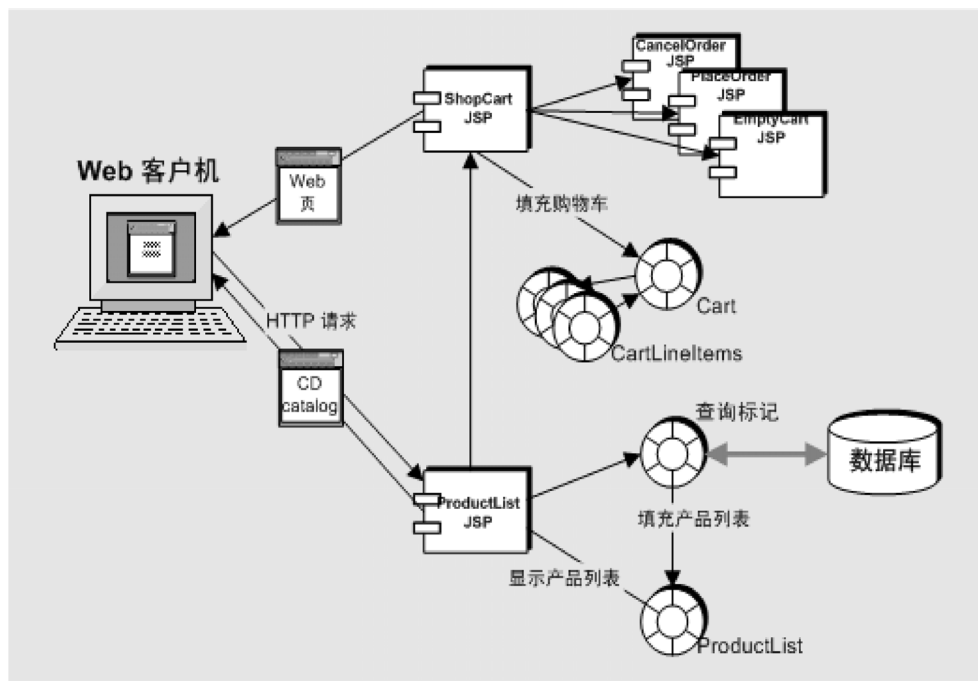 CancelOrder
JSP
PlaceOrder
JSP
EmptyCart
JSP
ShopCart
JSP
Web 客户机
Web
页
填充购物车
Cart
CartLineItems
HTTP 请求
CD
catalog
查询标记
数据库
ProductList
JSP
填充产品列表
显示产品列表
ProductList